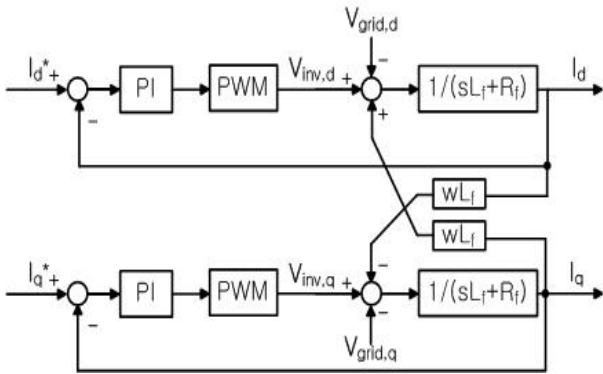 V_grid,d
I_d*
+
PI
PWM
V_inv,d
+
−
+
1/(sL_f+R_f)
I_d
−
wL_f
wL_f
I_q*
+
PI
PWM
V_inv,q
+
−
−
1/(sL_f+R_f)
I_q
−
V_grid,q